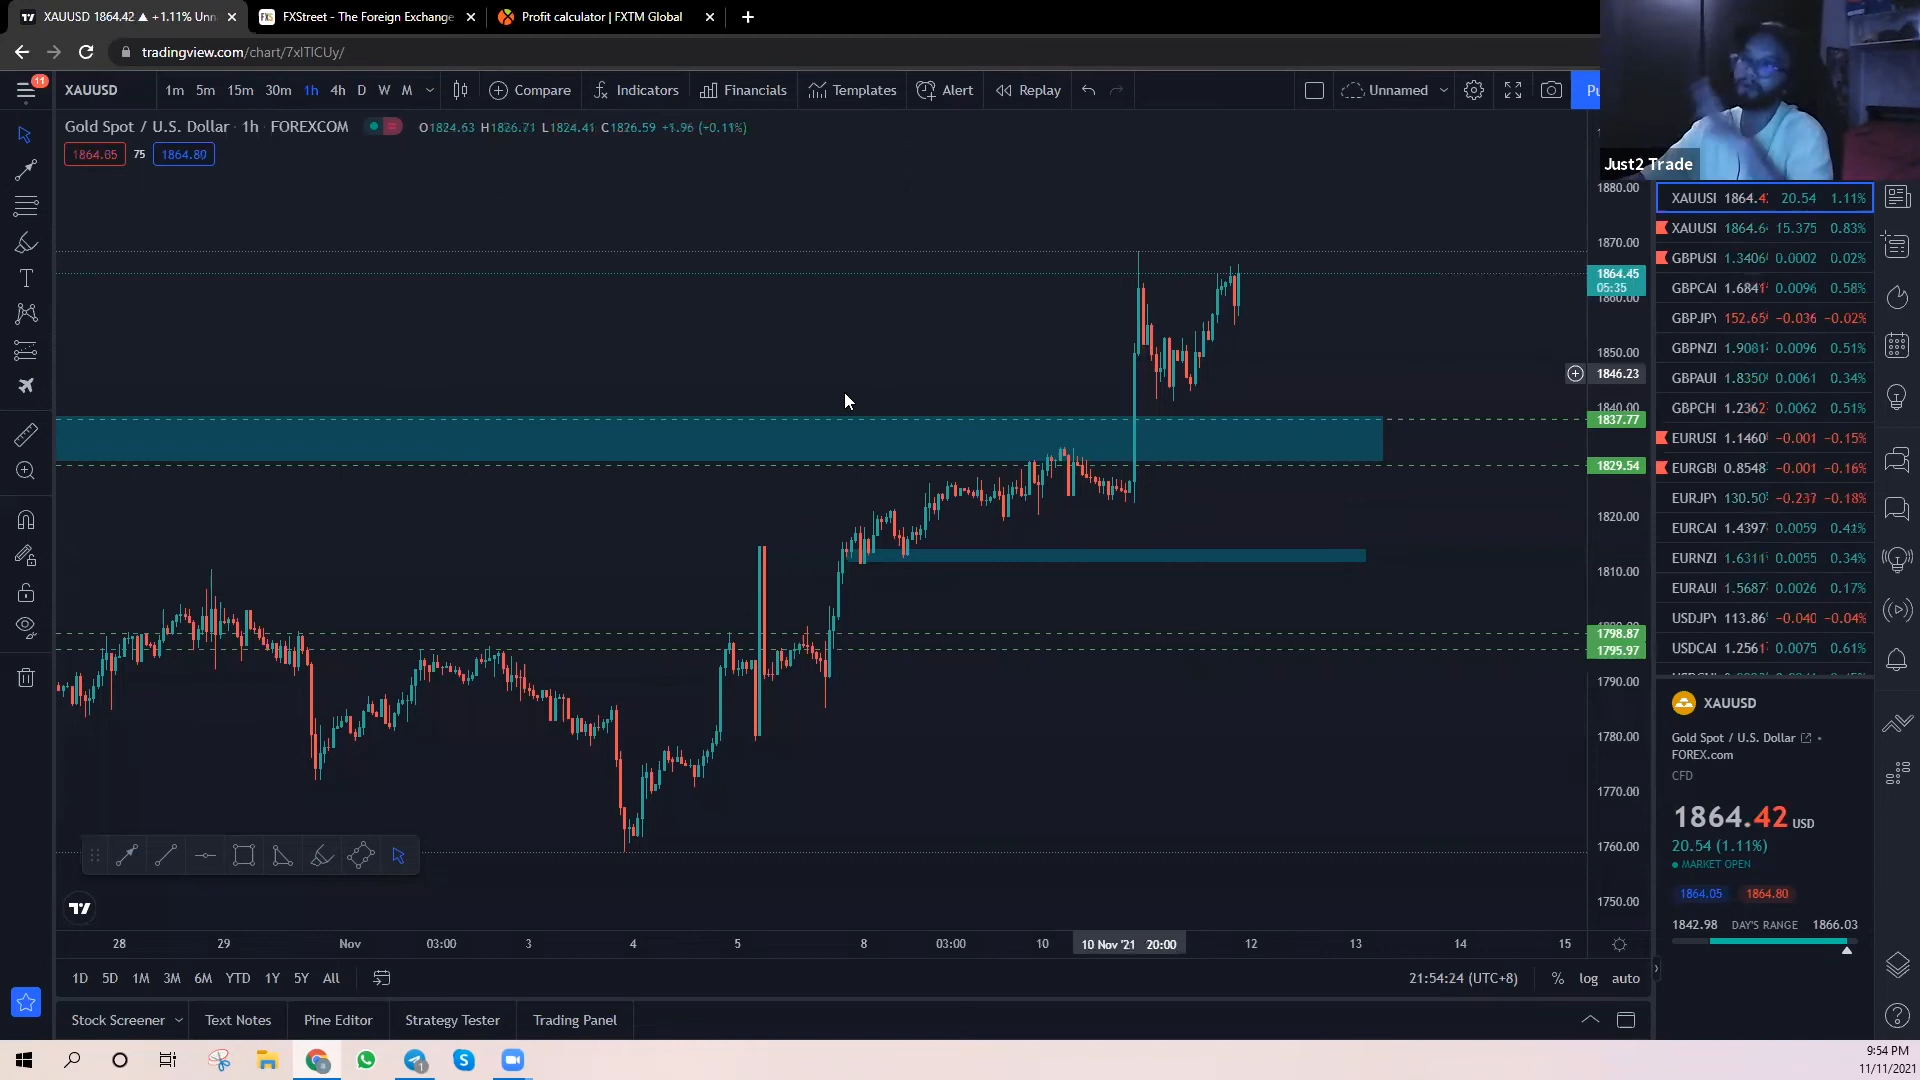 XAUUSD 1864.42 ▲ +1.11% Unn
FXStreet - The Foreign Exchange
Profit calculator | FXTM Global
tradingview.com/chart/7xITICUy/
11
XAUUSD
1m 5m 15m 30m 1h 4h D W M
Compare
Indicators
Financials
Templates
Alert
Replay
Unnamed
Pu
Just2 Trade
Gold Spot / U.S. Dollar · 1h · FOREXCOM
O1824.63 H1826.71 L1824.41 C1826.59 +1.96 (+0.11%)
1864.05 75 1864.80
1880.00
1870.00
1864.45
05:35
1860.00
1850.00
1846.23
1840.00
1837.77
1829.54
1820.00
1810.00
1798.87
1795.97
1790.00
1780.00
1770.00
1760.00
1750.00
XAUUSI 1864.4 20.54 1.11%
XAUUSI 1864.6 15.375 0.83%
GBPUSI 1.3406 0.0002 0.02%
GBPCAI 1.684 0.0096 0.58%
GBPJPY 152.65 −0.036 −0.02%
GBPNZI 1.908 0.0096 0.51%
GBPAUI 1.835 0.0061 0.34%
GBPCHI 1.236 0.0062 0.51%
EURUSI 1.1460 −0.001 −0.15%
EURGBI 0.8548 −0.001 −0.16%
EURJPY 130.50 −0.237 −0.18%
EURCAI 1.4397 0.0059 0.41%
EURNZI 1.631 0.0055 0.34%
EURAUI 1.5687 0.0026 0.17%
USDJPY 113.86 −0.040 −0.04%
USDCAI 1.256 0.0075 0.61%
XAUUSD
Gold Spot / U.S. Dollar
FOREX.com
CFD
1864.42 USD
20.54 (1.11%)
MARKET OPEN
1864.05 1864.80
1842.98 DAY'S RANGE 1866.03
28 29 Nov 03:00 3 4 5 8 03:00 10 10 Nov '21 20:00 12 13 14 15
1D 5D 1M 3M 6M YTD 1Y 5Y All
21:54:24 (UTC+8) % log auto
Stock Screener Text Notes Pine Editor Strategy Tester Trading Panel
1
9:54 PM
11/11/2021